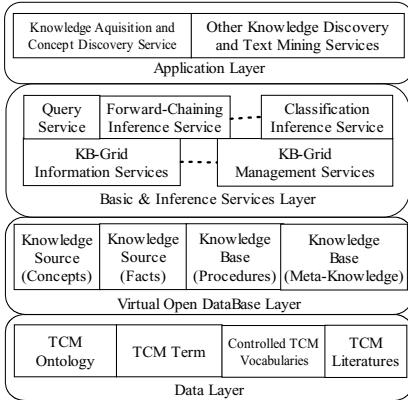 Knowledge Aquisition and
Concept Discovery Service
Other Knowledge Discovery
and Text Mining Services
Application Layer
Query
Service
Forward-Chaining
Inference Service
Classification
Inference Service
KB-Grid
Information Services
KB-Grid
Management Services
Basic & Inference Services Layer
Knowledge
Source
(Concepts)
Knowledge
Source
(Facts)
Knowledge
Base
(Procedures)
Knowledge
Base
(Meta-Knowledge)
Virtual Open DataBase Layer
TCM
Ontology
TCM Term
Controlled TCM
Vocabularies
TCM
Literatures
Data Layer